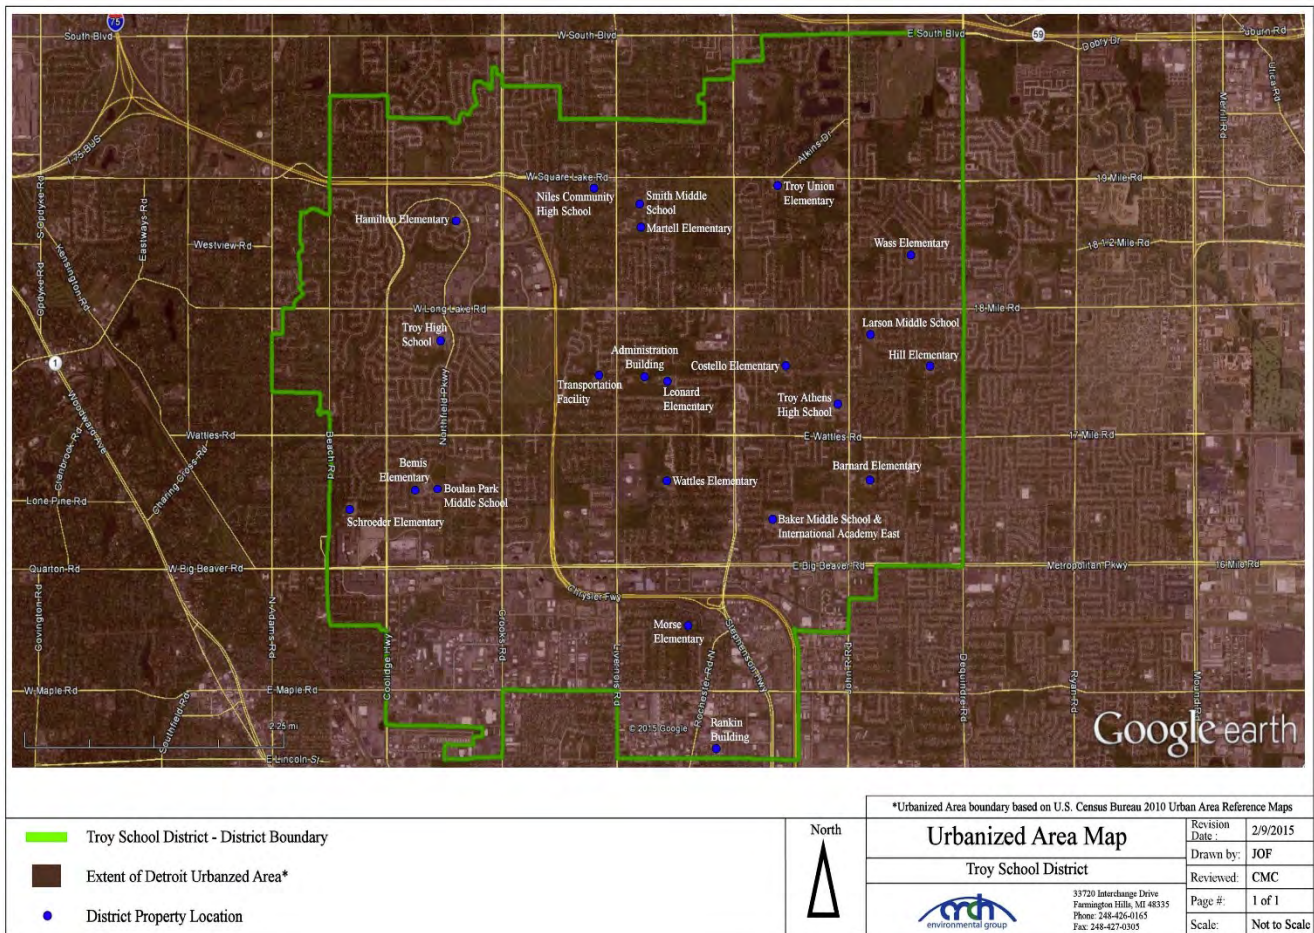 75
South Blvd
W South Blvd
E South Blvd
59
Dobry Dr
Auburn Rd
Utica Rd
Merrill Rd
I-75 BUS
Atkins Dr
W Square Lake Rd
19 Mile Rd
S Opdyke Rd
Opdyke Rd
Eastways Rd
Kensington Rd
Niles Community
High School
Smith Middle
School
Troy Union
Elementary
Hamilton Elementary
Martell Elementary
Westview Rd
Wass Elementary
18 1/2 Mile Rd
W Long Lake Rd
18 Mile Rd
Troy High
School
Larson Middle School
Administration
Building
Costello Elementary
Hill Elementary
1
Transportation
Facility
Leonard
Elementary
Troy Athens
High School
Woodward Ave
Northfield Pkwy
Cranbrook Rd
Wattles Rd
Beach Rd
E Wattles Rd
17 Mile Rd
Charing Cross Rd
Bemis
Elementary
Barnard Elementary
Lone Pine Rd
Boulan Park
Middle School
Wattles Elementary
Schroeder Elementary
Baker Middle School &
International Academy East
Quarton Rd
W Big Beaver Rd
E Big Beaver Rd
Metropolitan Pkwy
16 Mile Rd
Chrysler Fwy
Covington Rd
N Adams Rd
Coolidge Hwy
Crooks Rd
Livernois Rd
Morse
Elementary
Rochester Rd N
Stephenson Hwy
John R Rd
Dequindre Rd
Ryan Rd
Mound Rd
W Maple Rd
E Maple Rd
Southfield Rd
2.25 mi
© 2015 Google
Rankin
Building
E Lincoln St
Google earth
*Urbanized Area boundary based on U.S. Census Bureau 2010 Urban Area Reference Maps
Troy School District - District Boundary
Extent of Detroit Urbanzed Area*
District Property Location
North
Urbanized Area Map
Troy School District
Revision
Date :
2/9/2015
Drawn by:
JOF
Reviewed:
CMC
Page #:
1 of 1
Scale:
Not to Scale
mch
environmental group
33720 Interchange Drive
Farmington Hills, MI 48335
Phone: 248-426-0165
Fax: 248-427-0305